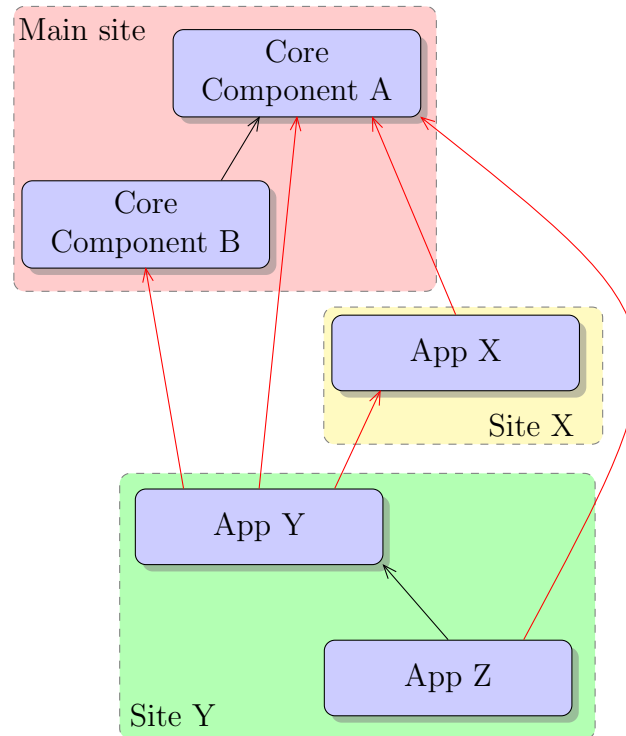 Main site
Core
Component A
Core
Component B
App X
Site X
App Y
App Z
Site Y